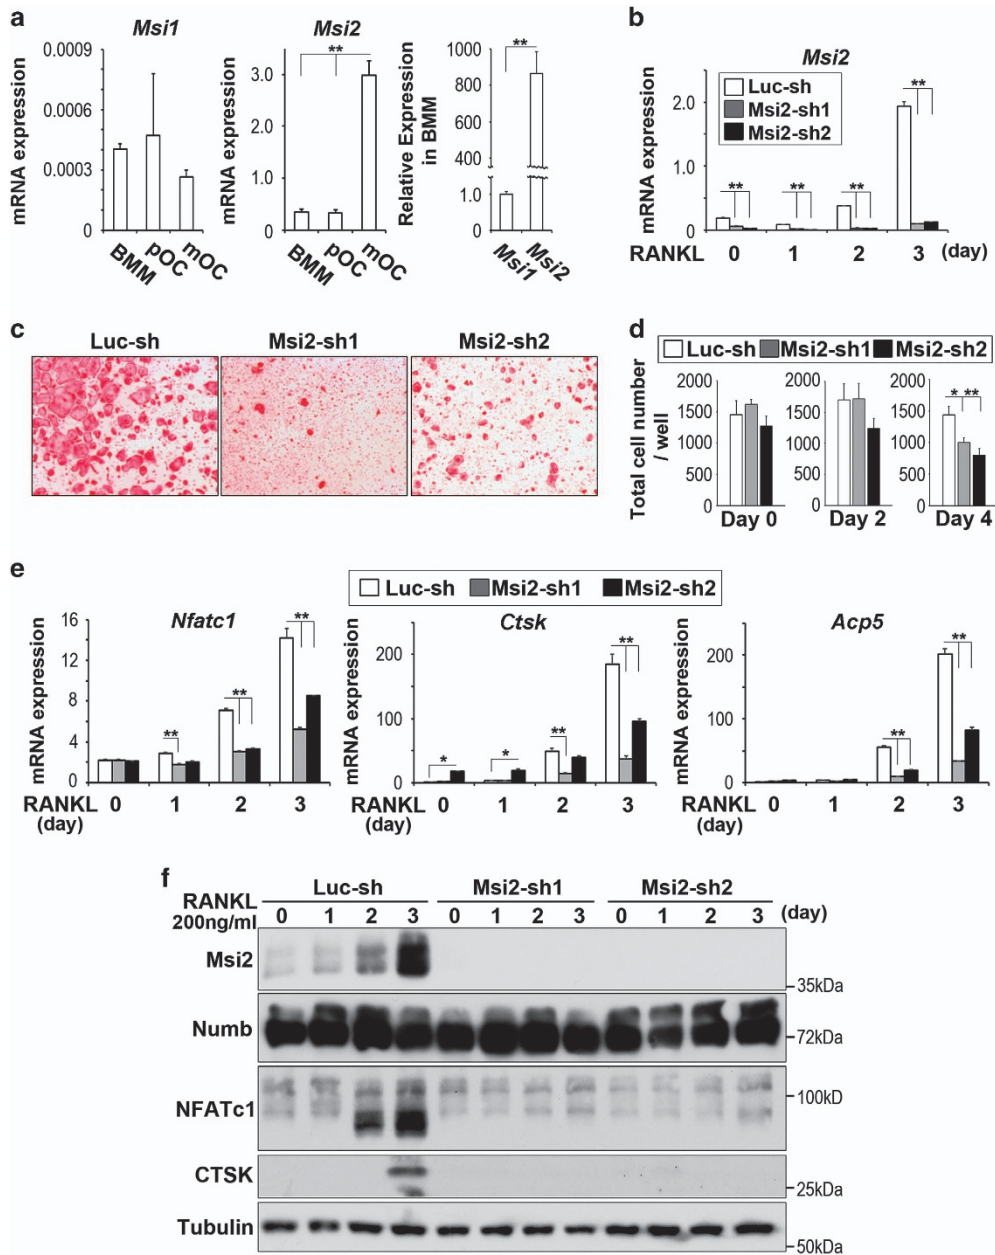 a
Msi1
mRNA expression
0.0009
0.0006
0.0003
0
BMM
pOC
mOC
Msi2
mRNA expression
**
3.0
2.0
1.0
0
BMM
pOC
mOC
Relative Expression
in BMM
**
1000
800
600
400
1.0
0
Msi1
Msi2
b
Msi2
mRNA expression
Luc-sh
Msi2-sh1
Msi2-sh2
2.0
1.0
0
** ** ** **
RANKL 0 1 2 3 (day)
c
Luc-sh Msi2-sh1 Msi2-sh2
d
Luc-sh Msi2-sh1 Msi2-sh2
Total cell number
/ well
2000
1500
1000
500
0
Day 0
2000
1500
1000
500
0
Day 2
2000
1500
1000
500
0
* **
Day 4
e
Luc-sh Msi2-sh1 Msi2-sh2
Nfatc1
mRNA expression
16
12
8
4
0
** ** **
RANKL 0 1 2 3
(day)
Ctsk
mRNA expression
200
100
50
0
* * ** **
RANKL 0 1 2 3
(day)
Acp5
mRNA expression
200
100
0
** **
RANKL 0 1 2 3
(day)
f
Luc-sh Msi2-sh1 Msi2-sh2
RANKL
200ng/ml 0 1 2 3 0 1 2 3 0 1 2 3 (day)
Msi2
35kDa
Numb
72kDa
NFATc1
100kD
CTSK
25kDa
Tubulin
50kDa